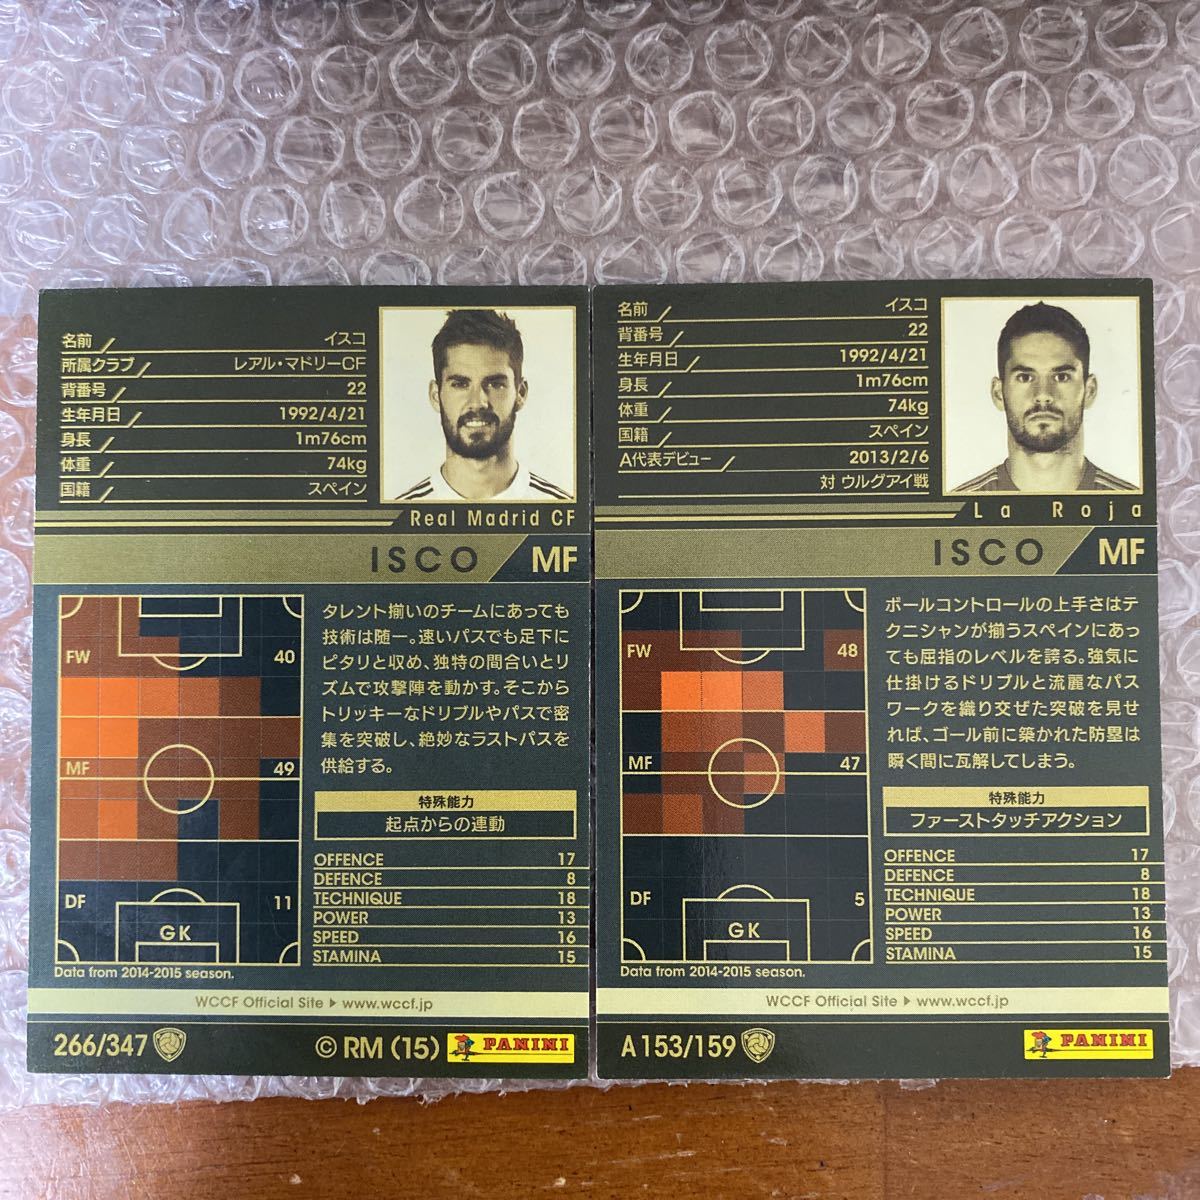 名前 イスコ
所属クラブ レアル・マドリーCF
背番号 22
生年月日 1992/4/21
身長 1m76cm
体重 74kg
国籍 スペイン
Real Madrid CF
ISCO MF
FW 40
MF 49
DF 11
GK
Data from 2014-2015 season.
タレント揃いのチームにあっても
技術は随一。速いパスでも足下に
ピタリと収め、独特の間合いとリ
ズムで攻撃陣を動かす。そこから
トリッキーなドリブルやパスで密
集を突破し、絶妙なラストパスを
供給する。
特殊能力
起点からの連動
OFFENCE 17
DEFENCE 8
TECHNIQUE 18
POWER 13
SPEED 16
STAMINA 15
WCCF Official Site ▶ www.wccf.jp
266/347 © RM (15) PANINI
名前 イスコ
背番号 22
生年月日 1992/4/21
身長 1m76cm
体重 74kg
国籍 スペイン
A代表デビュー 2013/2/6
対 ウルグアイ戦
La Roja
ISCO MF
FW 48
MF 47
DF 5
GK
Data from 2014-2015 season.
ボールコントロールの上手さはテ
クニシャンが揃うスペインにあっ
ても屈指のレベルを誇る。強気に
仕掛けるドリブルと流麗なパス
ワークを織り交ぜた突破を見せ
れば、ゴール前に築かれた防塁は
瞬く間に瓦解してしまう。
特殊能力
ファーストタッチアクション
OFFENCE 17
DEFENCE 8
TECHNIQUE 18
POWER 13
SPEED 16
STAMINA 15
WCCF Official Site ▶ www.wccf.jp
A153/159 PANINI